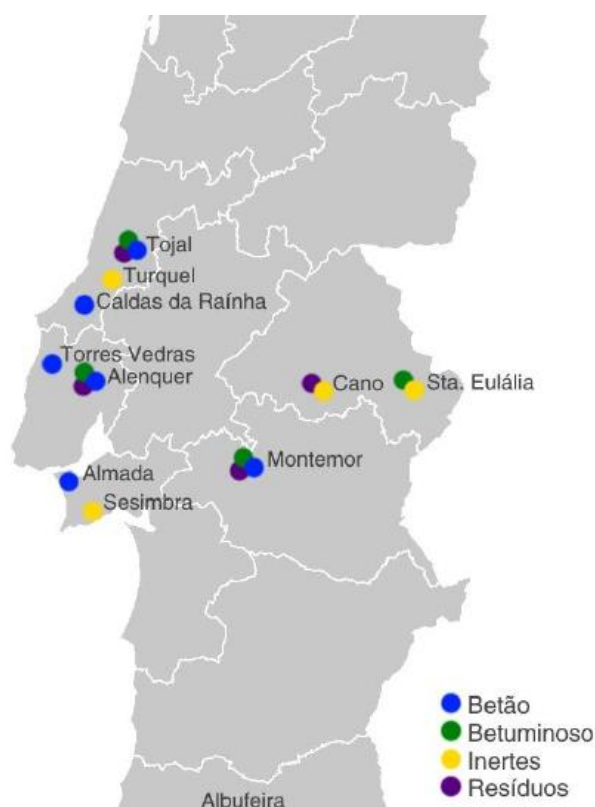 Tojal
Turquel
Caldas da Raínha
Torres Vedras
Alenquer
Cano
Sta. Eulália
Montemor
Almada
Sesimbra
Betão
Betuminoso
Inertes
Resíduos
Albufeira